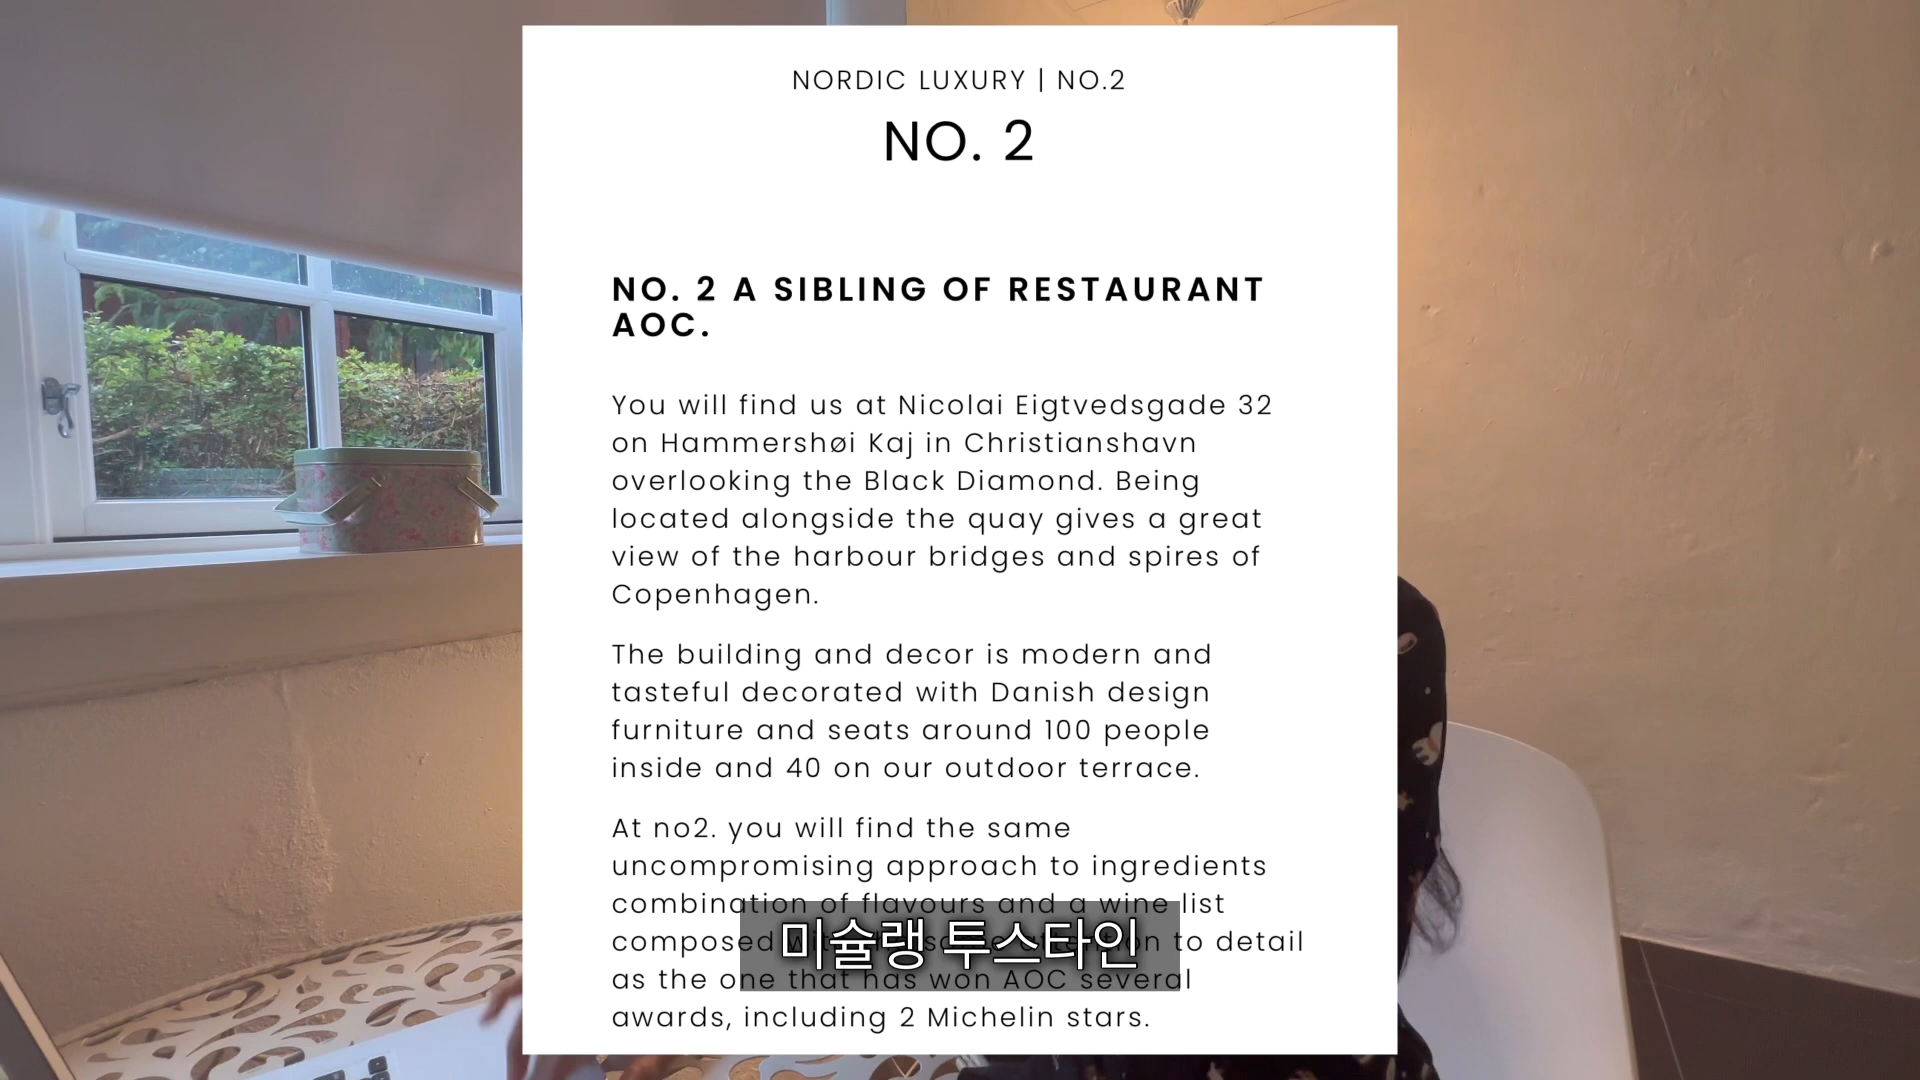 NORDIC LUXURY | NO.2
NO. 2
NO. 2 A SIBLING OF RESTAURANT
AOC.
You will find us at Nicolai Eigtvedsgade 32
on Hammershøi Kaj in Christianshavn
overlooking the Black Diamond. Being
located alongside the quay gives a great
view of the harbour bridges and spires of
Copenhagen.
The building and decor is modern and
tasteful decorated with Danish design
furniture and seats around 100 people
inside and 40 on our outdoor terrace.
At no2. you will find the same
uncompromising approach to ingredients
combination of flavours and a wine list
composed with the same attention to detail
as the one that has won AOC several
awards, including 2 Michelin stars.
미슐랭 투스타인